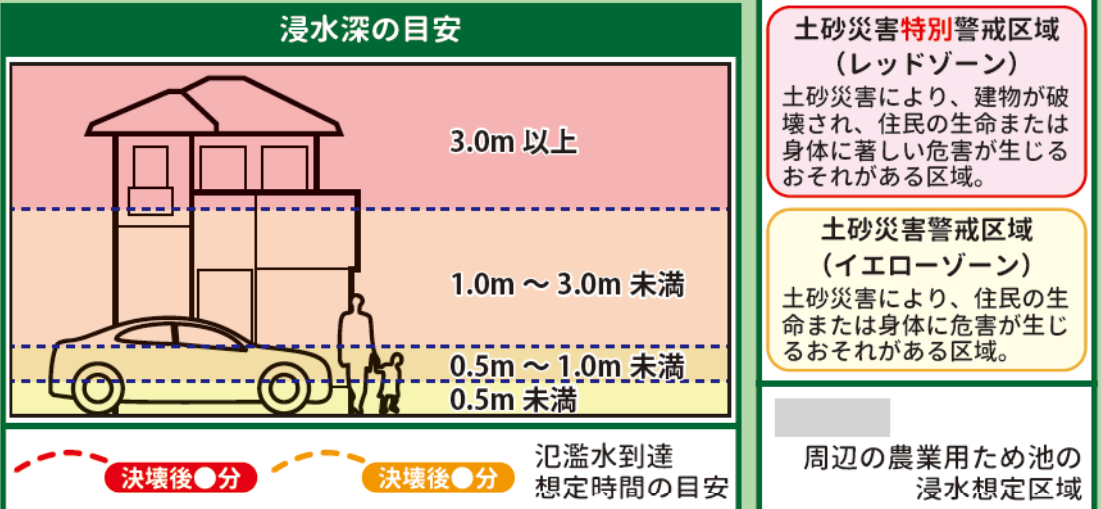 浸水深の目安
3.0m 以上
1.0m ～ 3.0m 未満
0.5m ～ 1.0m 未満
0.5m 未満
決壊後●分
決壊後●分
氾濫水到達
想定時間の目安
土砂災害特別警戒区域
（レッドゾーン）
土砂災害により、建物が破
壊され、住民の生命または
身体に著しい危害が生じる
おそれがある区域。
土砂災害警戒区域
（イエローゾーン）
土砂災害により、住民の生
命または身体に危害が生じ
るおそれがある区域。
周辺の農業用ため池の
浸水想定区域